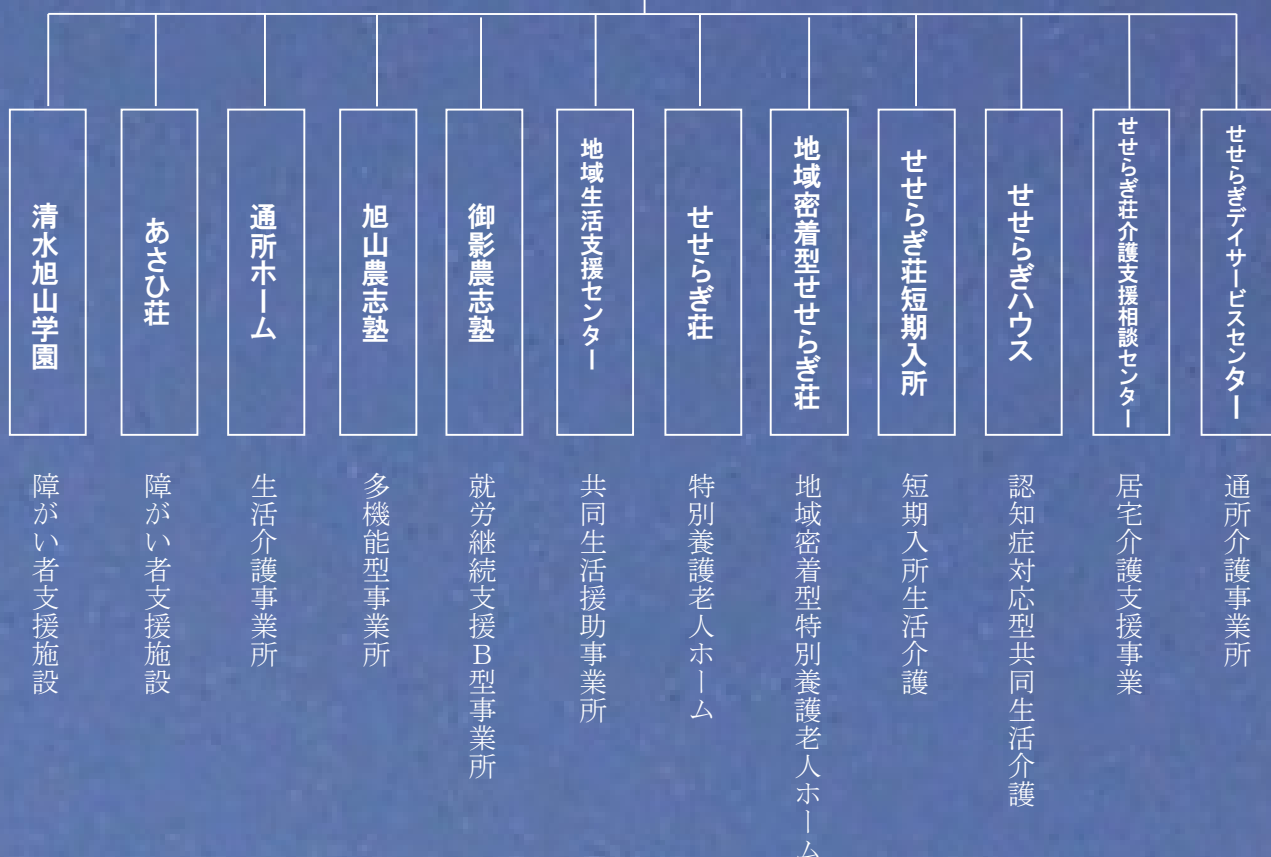 せせらぎデイサービスセンター
通所介護事業所
せせらぎ荘介護支援相談センター
居宅介護支援事業
せせらぎハウス
認知症対応型共同生活介護
せせらぎ荘短期入所
短期入所生活介護
地域密着型せせらぎ荘
地域密着型特別養護老人ホーム
せせらぎ荘
特別養護老人ホーム
地域生活支援センター
共同生活援助事業所
御影農志塾
就労継続支援B型事業所
旭山農志塾
多機能型事業所
通所ホーム
生活介護事業所
あさひ荘
障がい者支援施設
清水旭山学園
障がい者支援施設